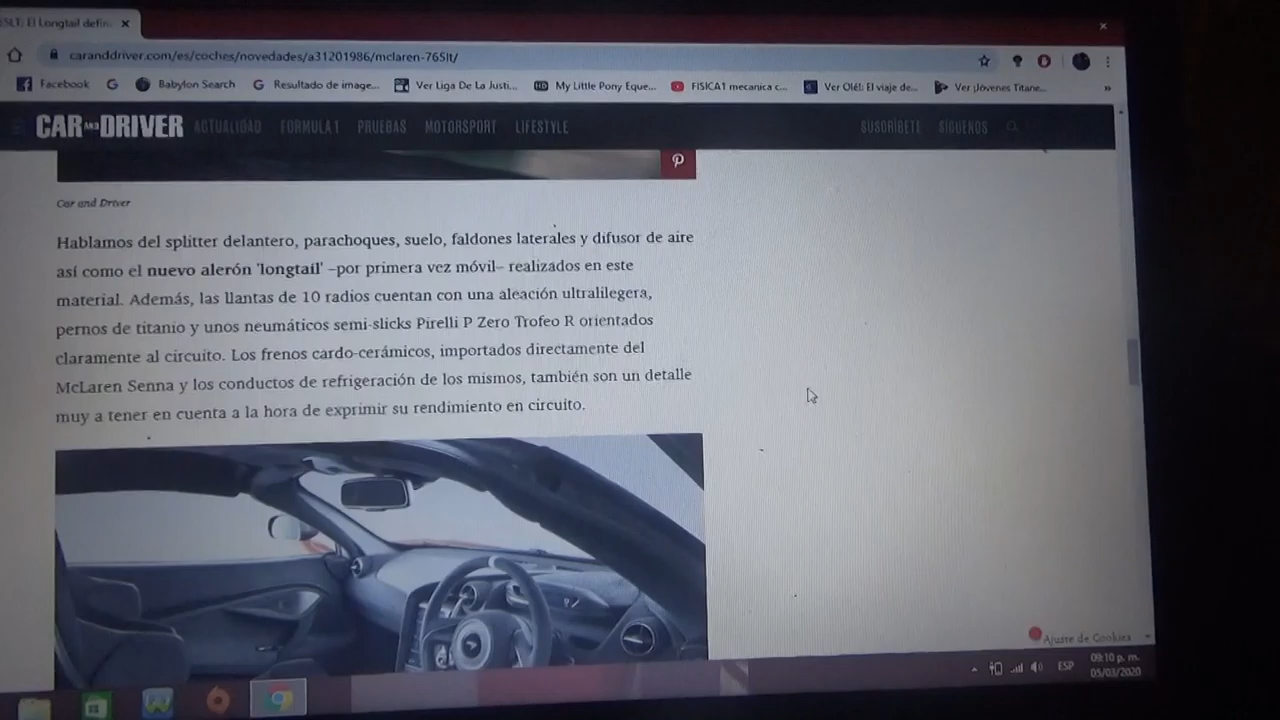 5LT: El Longtail defini
caranddriver.com/es/coches/novedades/a31201986/mclaren-765lt/
Facebook Babylon Search Resultado de image... Ver Liga De La Justi... My Little Pony Eque... FISICA1 mecanica c... Ver Olé!: El viaje de... Ver ¡Jóvenes Titane...
CAR AND DRIVER ACTUALIDAD FORMULA 1 PRUEBAS MOTORSPORT LIFESTYLE SUSCRÍBETE SÍGUENOS
Car and Driver
Hablamos del splitter delantero, parachoques, suelo, faldones laterales y difusor de aire
así como el nuevo alerón 'longtail' –por primera vez móvil– realizados en este
material. Además, las llantas de 10 radios cuentan con una aleación ultralilegera,
pernos de titanio y unos neumáticos semi-slicks Pirelli P Zero Trofeo R orientados
claramente al circuito. Los frenos cardo-cerámicos, importados directamente del
McLaren Senna y los conductos de refrigeración de los mismos, también son un detalle
muy a tener en cuenta a la hora de exprimir su rendimiento en circuito.
Ajuste de Cookies
ESP
09:10 p. m.
05/03/2020